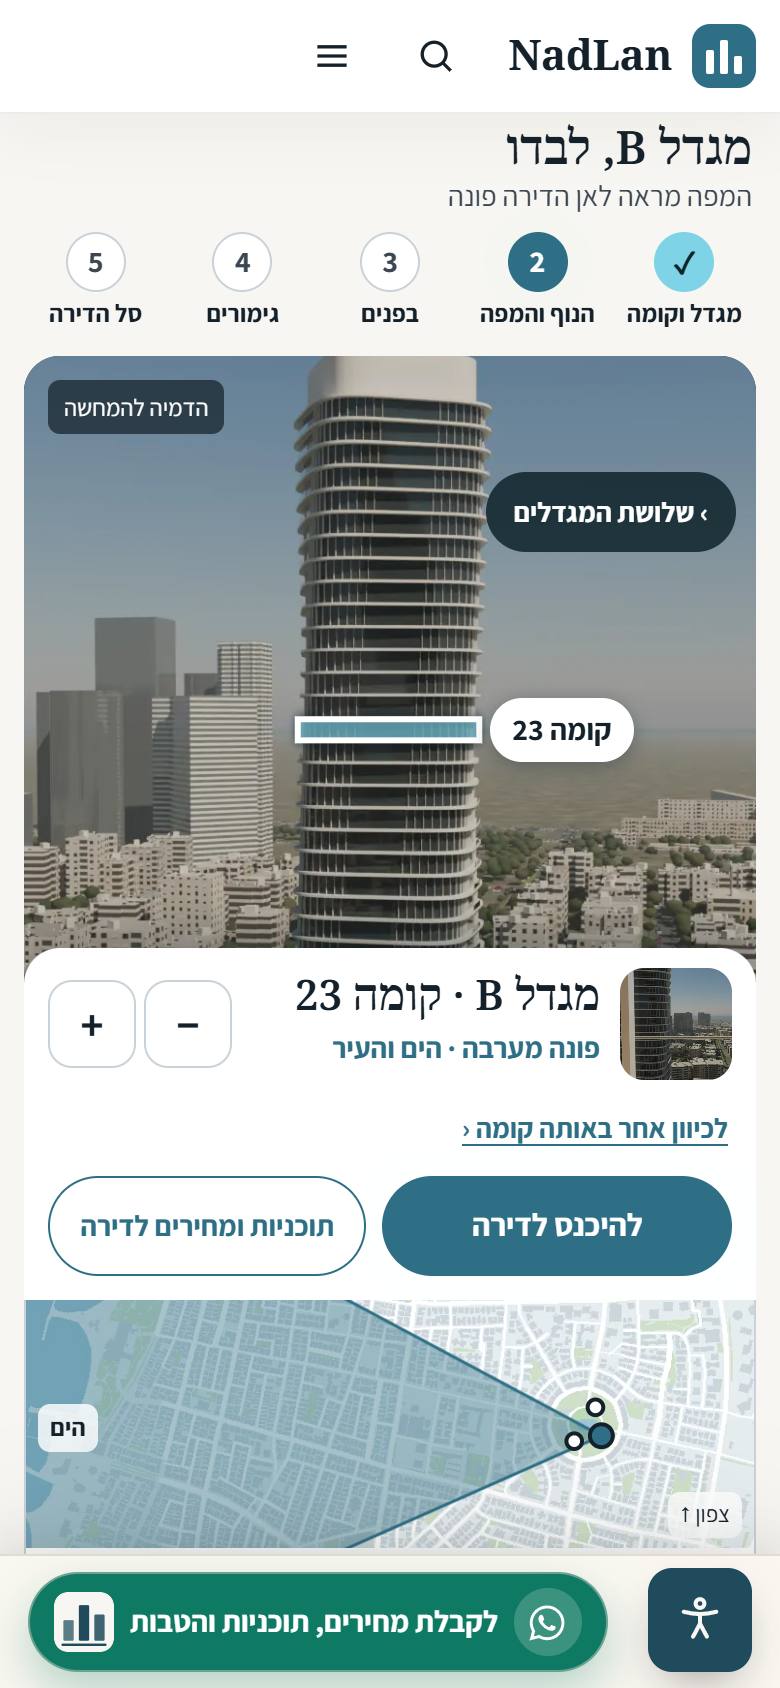 NadLan
מגדל B, לבדו
המפה מראה לאן הדירה פונה
✓ 2 3 4 5
מגדל וקומה הנוף והמפה בפנים גימורים סל הדירה
הדמיה להמחשה
‹ שלושת המגדלים
קומה 23
מגדל B · קומה 23
− +
פונה מערבה · הים והעיר
לכיוון אחר באותה קומה ‹
להיכנס לדירה
תוכניות ומחירים לדירה
הים
צפון ↑
לקבלת מחירים, תוכניות והטבות